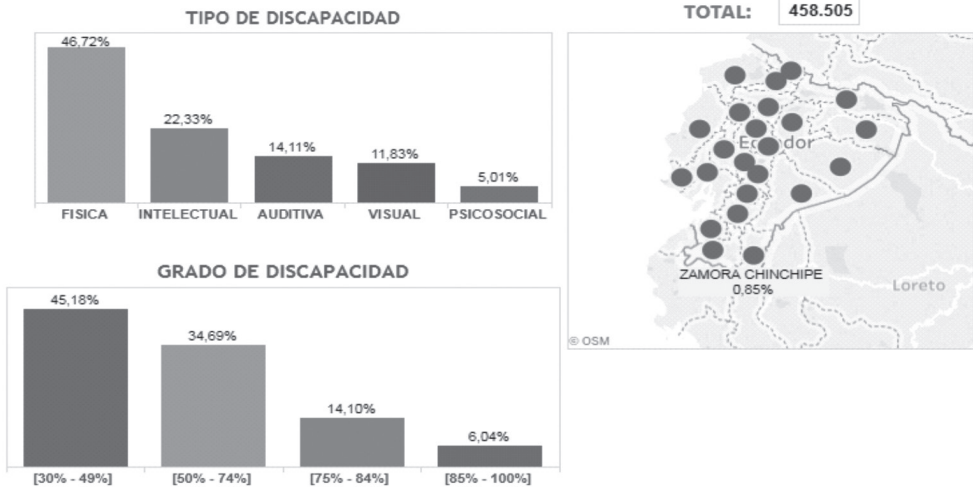 TIPO DE DISCAPACIDAD
46,72%
22,33%
14,11%
11,83%
5,01%
FISICA
INTELECTUAL
AUDITIVA
VISUAL
PSICOSOCIAL
TOTAL: 458.505
Ecuador
ZAMORA CHINCHIPE
0,85%
Loreto
© OSM
GRADO DE DISCAPACIDAD
45,18%
34,69%
14,10%
6,04%
[30% - 49%]
[50% - 74%]
[75% - 84%]
[85% - 100%]